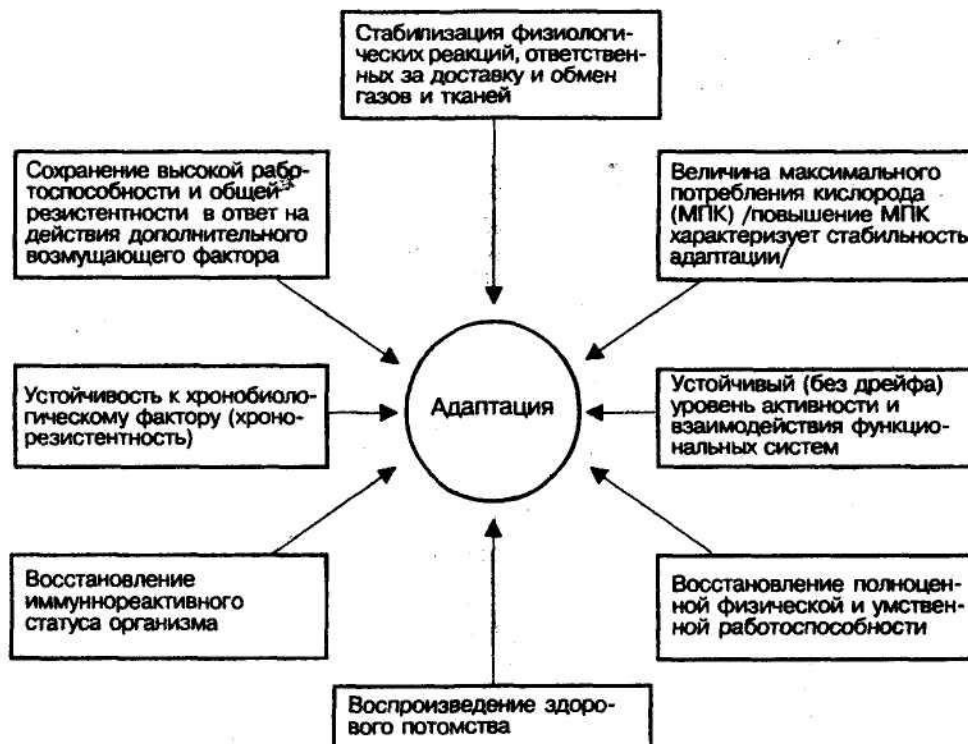 Стабилизация физиологи-
ческих реакций, ответствен-
ных за доставку и обмен
газов и тканей
Сохранение высокой рабо-
тоспособности и общей
резистентности в ответ на
действия дополнительного
возмущающего фактора
Величина максимального
потребления кислорода
(МПК) /повышение МПК
характеризует стабильность
адаптации/
Устойчивость к хронобиоло-
гическому фактору (хроно-
резистентность)
Адаптация
Устойчивый (без дрейфа)
уровень активности и
взаимодействия функцио-
нальных систем
Восстановление
иммуннореактивного
статуса организма
Восстановление полноцен-
ной физической и умствен-
ной работоспособности
Воспроизведение здоро-
вого потомства